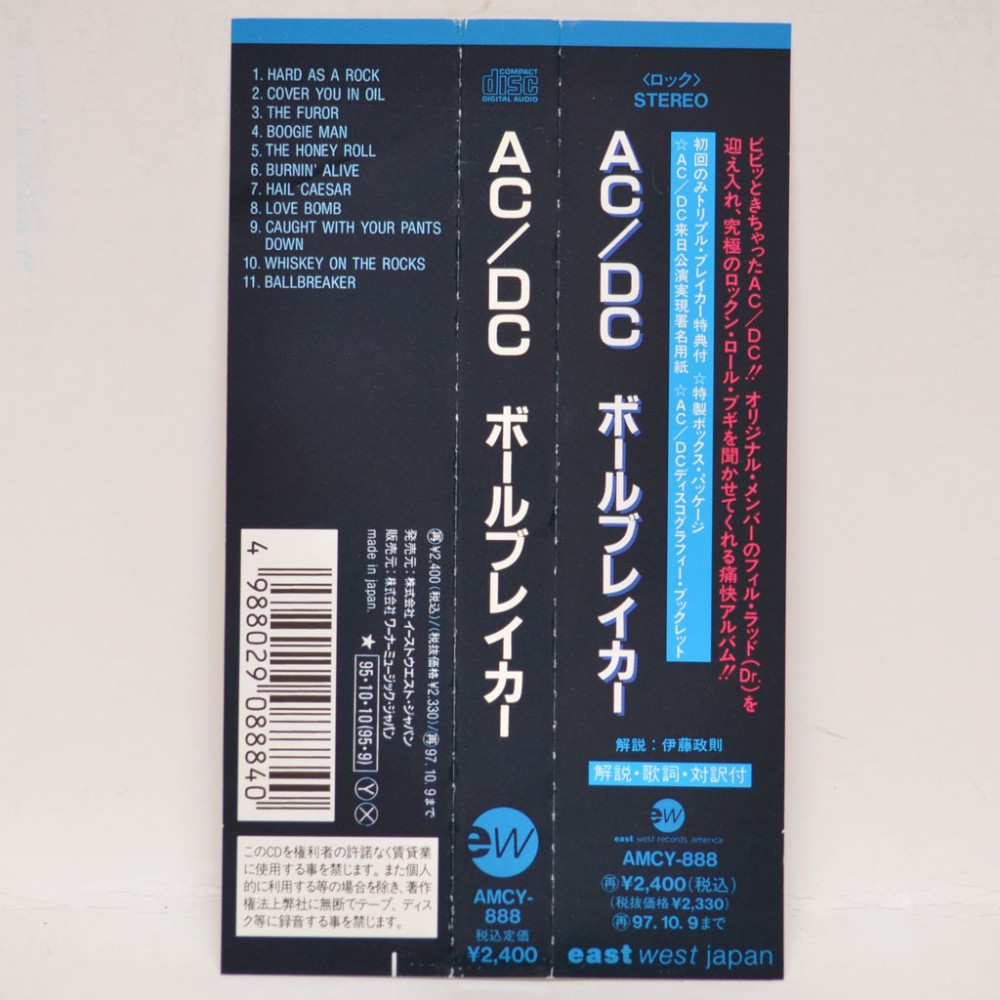 1. HARD AS A ROCK
2. COVER YOU IN OIL
3. THE FUROR
4. BOOGIE MAN
5. THE HONEY ROLL
6. BURNIN' ALIVE
7. HAIL CAESAR
8. LOVE BOMB
9. CAUGHT WITH YOUR PANTS
DOWN
10. WHISKEY ON THE ROCKS
11. BALLBREAKER
㊢¥2,400(税込)/(税抜価格¥2,330)/㊢97.10.9まで
発売元:株式会社イーストウエスト・ジャパン
販売元:株式会社ワーナーミュージック・ジャパン
made in japan.
★ 95・10・10(95・9) Ⓨ Ⓧ
4 988029 088840
このCDを権利者の許諾なく賃貸業
に使用する事を禁じます。また個人
的に利用する等の場合を除き、著作
権法上弊社に無断でテープ、ディス
ク等に録音する事を禁じます。
COMPACT
disc
DIGITAL AUDIO
AC/DC ボールブレイカー
ew
AMCY-
888
税込定価
¥2,400
〈ロック〉
STEREO
ビビッときちゃったAC/DC!! オリジナル・メンバーのフィル・ラッド(Dr.)を
迎え入れ、究極のロックン・ロール・ブギを聞かせてくれる痛快アルバム!!
初回のみトリプル・ブレイカー特典付 ☆特製ボックス・パッケージ
☆AC/DC来日公演実現署名用紙 ☆AC/DCディスコグラフィー・ブックレット
AC/DC ボールブレイカー
解説:伊藤政則
解説・歌詞・対訳付
ew
east west records america
AMCY-888
㊢¥2,400(税込)
(税抜価格¥2,330)
㊢97.10.9まで
east west japan